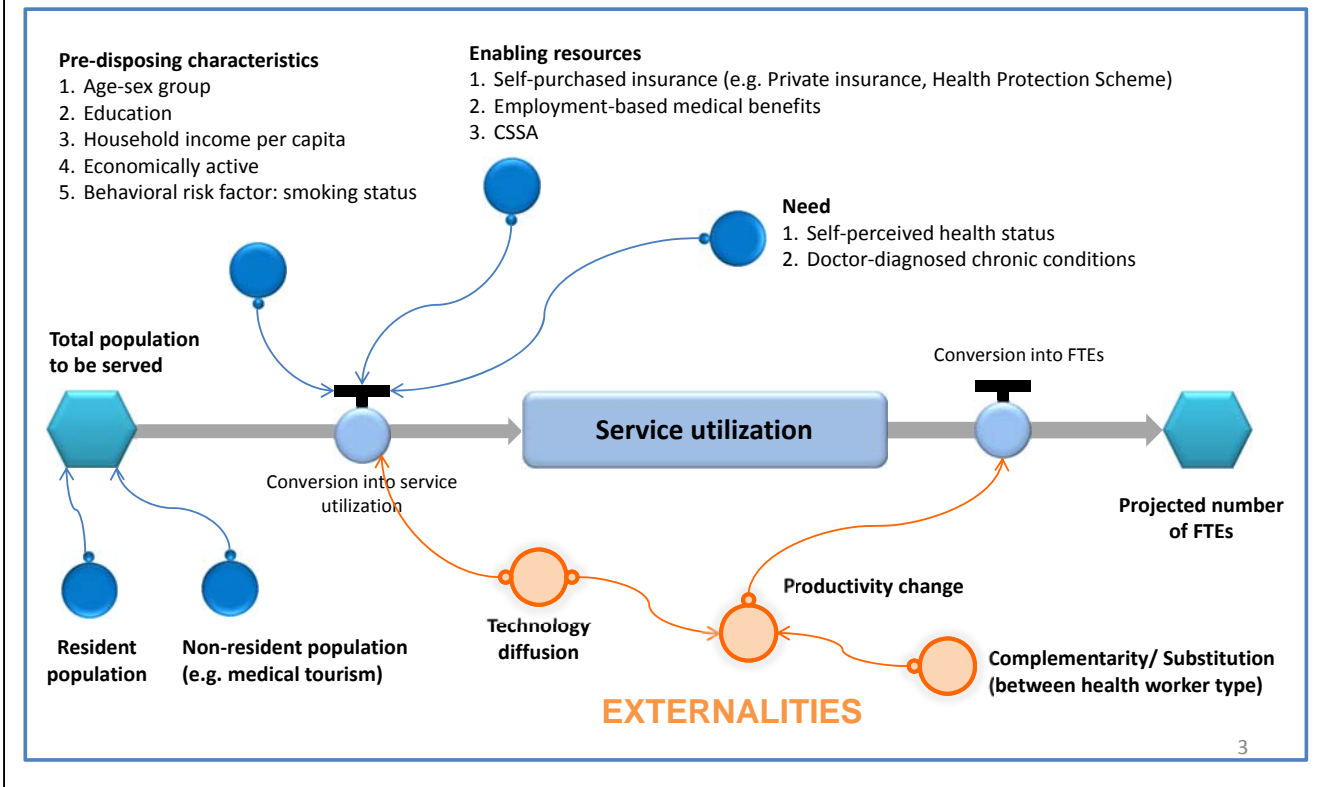 Pre-disposing characteristics
1. Age-sex group
2. Education
3. Household income per capita
4. Economically active
5. Behavioral risk factor: smoking status
Enabling resources
1. Self-purchased insurance (e.g. Private insurance, Health Protection Scheme)
2. Employment-based medical benefits
3. CSSA
Need
1. Self-perceived health status
2. Doctor-diagnosed chronic conditions
Total population
to be served
Conversion into FTEs
Service utilization
Conversion into service
utilization
Projected number
of FTEs
Resident
population
Non-resident population
(e.g. medical tourism)
Technology
diffusion
Productivity change
Complementarity/ Substitution
(between health worker type)
EXTERNALITIES
3